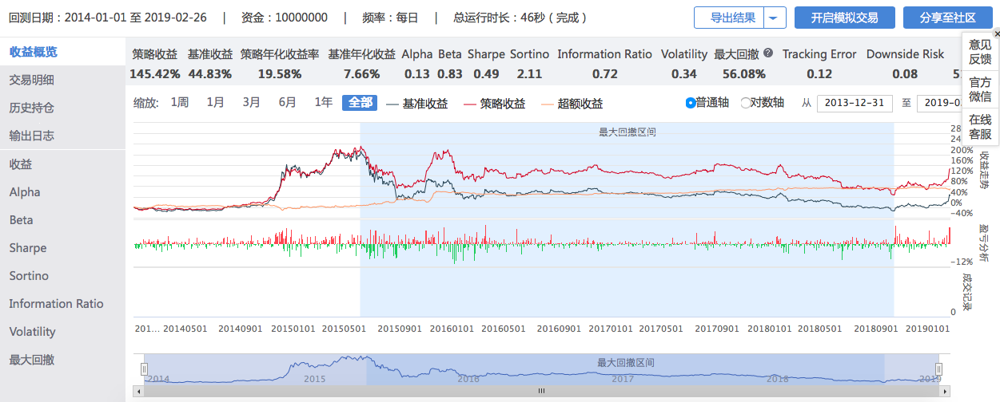 回测日期：2014-01-01 至 2019-02-26 | 资金：10000000 | 频率：每日 | 总运行时长：46秒（完成） 导出结果 开启模拟交易 分享至社区
收益概览
交易明细
历史持仓
输出日志
收益
Alpha
Beta
Sharpe
Sortino
Information Ratio
Volatility
最大回撤
策略收益 基准收益 策略年化收益率 基准年化收益 Alpha Beta Sharpe Sortino Information Ratio Volatility 最大回撤 ? Tracking Error Downside Risk
145.42% 44.83% 19.58% 7.66% 0.13 0.83 0.49 2.11 0.72 0.34 56.08% 0.12 0.08
缩放: 1周 1月 3月 6月 1年 全部 基准收益 策略收益 超额收益 普通轴 对数轴 从 2013-12-31 至 2019-0
意见
反馈
官方
微信
在线
客服
最大回撤区间
28
24
200%
160%
120%
80%
40%
0%
-40%
收益走势
-12%
盈亏分析
0
成交记录
201... 20140501 20140901 20150101 20150501 20150901 20160101 20160501 20160901 20170101 20170501 20170901 20180101 20180501 20180901 20190101
最大回撤区间
2014 2015 2016 2017 2018 2019